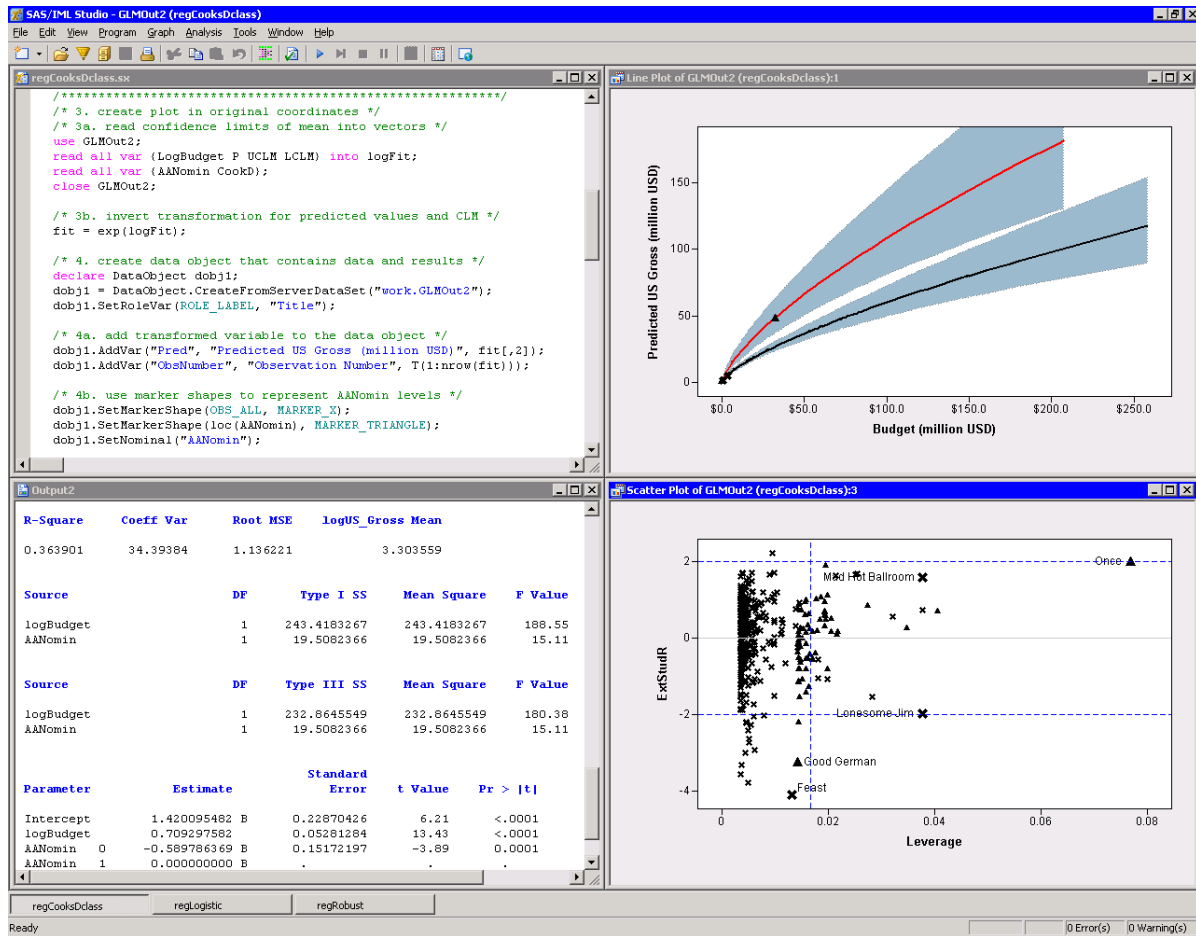 SAS/IML Studio - GLMOut2 (regCooksDclass)
File Edit View Program Graph Analysis Tools Window Help
regCooksDclass.sx
/***********************************************************/
/* 3. create plot in original coordinates */
/* 3a. read confidence limits of mean into vectors */
use GLMOut2;
read all var {LogBudget P UCLM LCLM} into logFit;
read all var {AANomin CookD};
close GLMOut2;
/* 3b. invert transformation for predicted values and CLM */
fit = exp(logFit);
/* 4. create data object that contains data and results */
declare DataObject dobj1;
dobj1 = DataObject.CreateFromServerDataSet("work.GLMOut2");
dobj1.SetRoleVar(ROLE_LABEL, "Title");
/* 4a. add transformed variable to the data object */
dobj1.AddVar("Pred", "Predicted US Gross (million USD)", fit[,2]);
dobj1.AddVar("ObsNumber", "Observation Number", T(1:nrow(fit)));
/* 4b. use marker shapes to represent AANomin levels */
dobj1.SetMarkerShape(OBS_ALL, MARKER_X);
dobj1.SetMarkerShape(loc(AANomin), MARKER_TRIANGLE);
dobj1.SetNominal("AANomin");
Line Plot of GLMOut2 (regCooksDclass):1
Predicted US Gross (million USD)
150
100
50
0
$0.0 $50.0 $100.0 $150.0 $200.0 $250.0
Budget (million USD)
Output2
R-Square Coeff Var Root MSE logUS_Gross Mean
0.363901 34.39384 1.136221 3.303559
Source DF Type I SS Mean Square F Value
logBudget 1 243.4183267 243.4183267 188.55
AANomin 1 19.5082366 19.5082366 15.11
Source DF Type III SS Mean Square F Value
logBudget 1 232.8645549 232.8645549 180.38
AANomin 1 19.5082366 19.5082366 15.11
Standard
Parameter Estimate Error t Value Pr > |t|
Intercept 1.420095482 B 0.22870426 6.21 <.0001
logBudget 0.709297582 0.05281284 13.43 <.0001
AANomin 0 -0.589786369 B 0.15172197 -3.89 0.0001
AANomin 1 0.000000000 B . . .
Scatter Plot of GLMOut2 (regCooksDclass):3
ExtStudR
2
0
-2
-4
Once
Mad Hot Ballroom
Lonesome Jim
Good German
Feast
0 0.02 0.04 0.06 0.08
Leverage
regCooksDclass regLogistic regRobust
Ready 0 Error(s) 0 Warning(s)